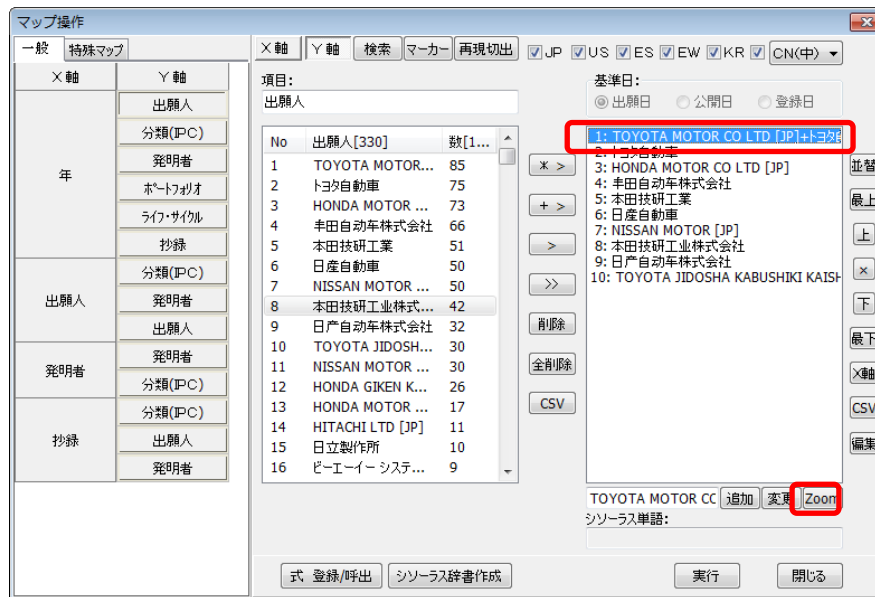 マップ操作
一般 特殊マップ
X軸 Y軸
年
出願人
分類(IPC)
発明者
ポートフォリオ
ライフ・サイクル
抄録
出願人
分類(IPC)
発明者
出願人
発明者
発明者
分類(IPC)
抄録
分類(IPC)
出願人
発明者
X軸 Y軸 検索 マーカー 再現切出 JP US ES EW KR CN(中)
項目:
出願人
基準日:
出願日 公開日 登録日
No 出願人[330] 数[1...
1 TOYOTA MOTOR... 85
2 トヨタ自動車 75
3 HONDA MOTOR ... 73
4 丰田自动车株式会社 66
5 本田技研工業 51
6 日産自動車 50
7 NISSAN MOTOR ... 50
8 本田技研工业株式... 42
9 日产自动车株式会社 32
10 TOYOTA JIDOSH... 30
11 NISSAN MOTOR ... 30
12 HONDA GIKEN K... 26
13 HONDA MOTOR ... 17
14 HITACHI LTD [JP] 11
15 日立製作所 10
16 ビーエーイー システ... 9
* >
+ >
>
>>
削除
全削除
CSV
1: TOYOTA MOTOR CO LTD [JP]+トヨタ
2: トヨタ自動車
3: HONDA MOTOR CO LTD [JP]
4: 丰田自动车株式会社
5: 本田技研工業
6: 日産自動車
7: NISSAN MOTOR [JP]
8: 本田技研工业株式会社
9: 日产自动车株式会社
10: TOYOTA JIDOSHA KABUSHIKI KAISH
並替
最上
上
×
下
最下
X軸
CSV
編集
TOYOTA MOTOR CC 追加 変更 Zoom
シソーラス単語:
式 登録/呼出 シソーラス辞書作成 実行 閉じる